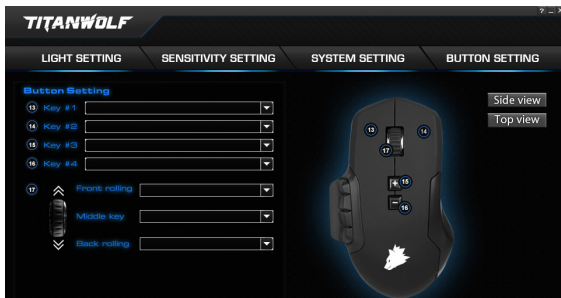 TITANWOLF
? – X
LIGHT SETTING SENSITIVITY SETTING SYSTEM SETTING BUTTON SETTING
Button Setting
13 Key #1
14 Key #2
15 Key #3
16 Key #4
17 Front rolling
Middle key
Back rolling
13 14
17
+ 15
- 16
Side view
Top view